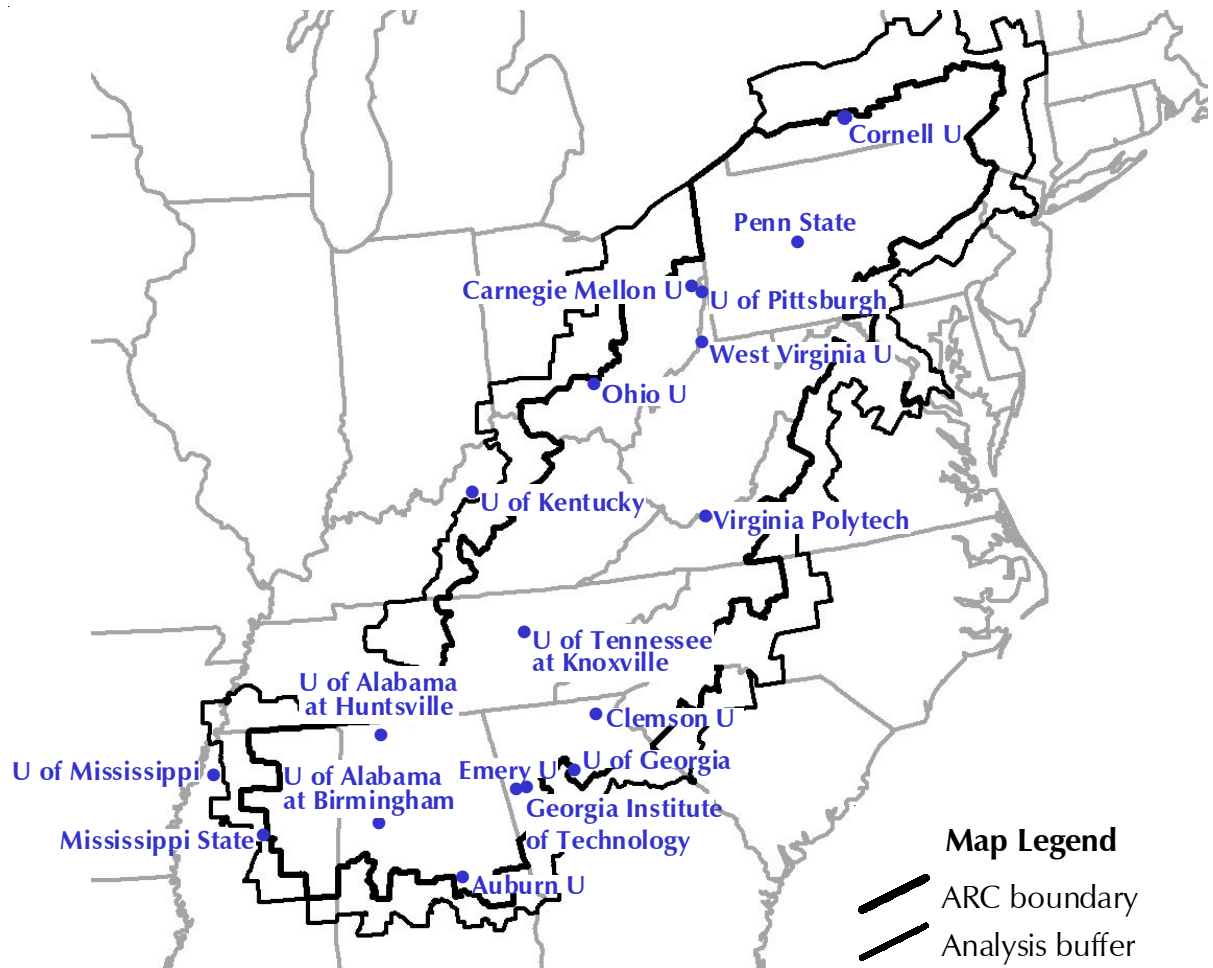 Cornell U
Penn State
Carnegie Mellon U
U of Pittsburgh
West Virginia U
Ohio U
U of Kentucky
Virginia Polytech
U of Tennessee
at Knoxville
U of Alabama
at Huntsville
Clemson U
U of Mississippi
U of Alabama
at Birmingham
Emery U
U of Georgia
Georgia Institute
of Technology
Mississippi State
Auburn U
Map Legend
ARC boundary
Analysis buffer